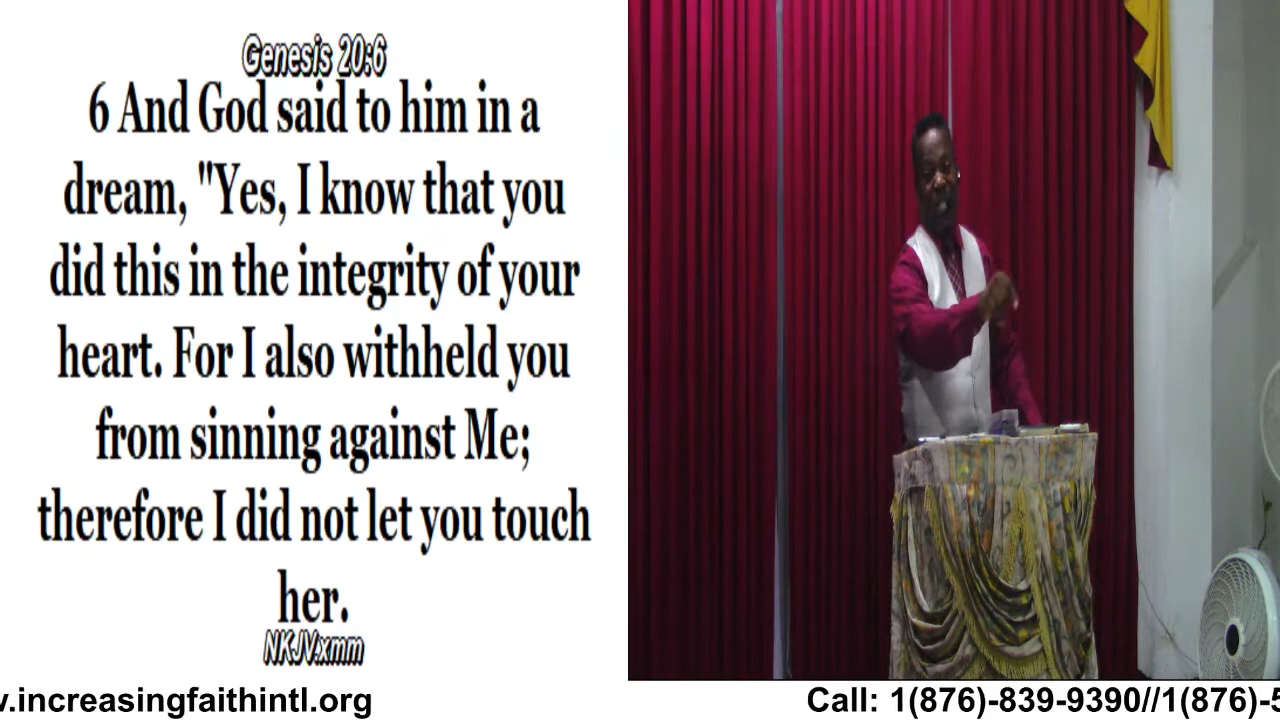 Genesis 20:6
6 And God said to him in a
dream, "Yes, I know that you
did this in the integrity of your
heart. For I also withheld you
from sinning against Me;
therefore I did not let you touch
her.
NKJV.xmm
v.increasingfaithintl.org
Call: 1(876)-839-9390//1(876)-5